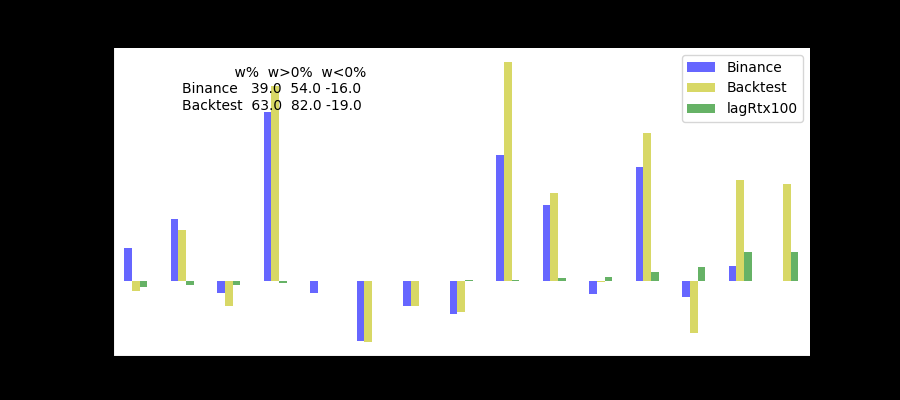 w%  w>0%  w<0%
Binance   39.0  54.0 -16.0
Backtest  63.0  82.0 -19.0
Binance
Backtest
lagRtx100